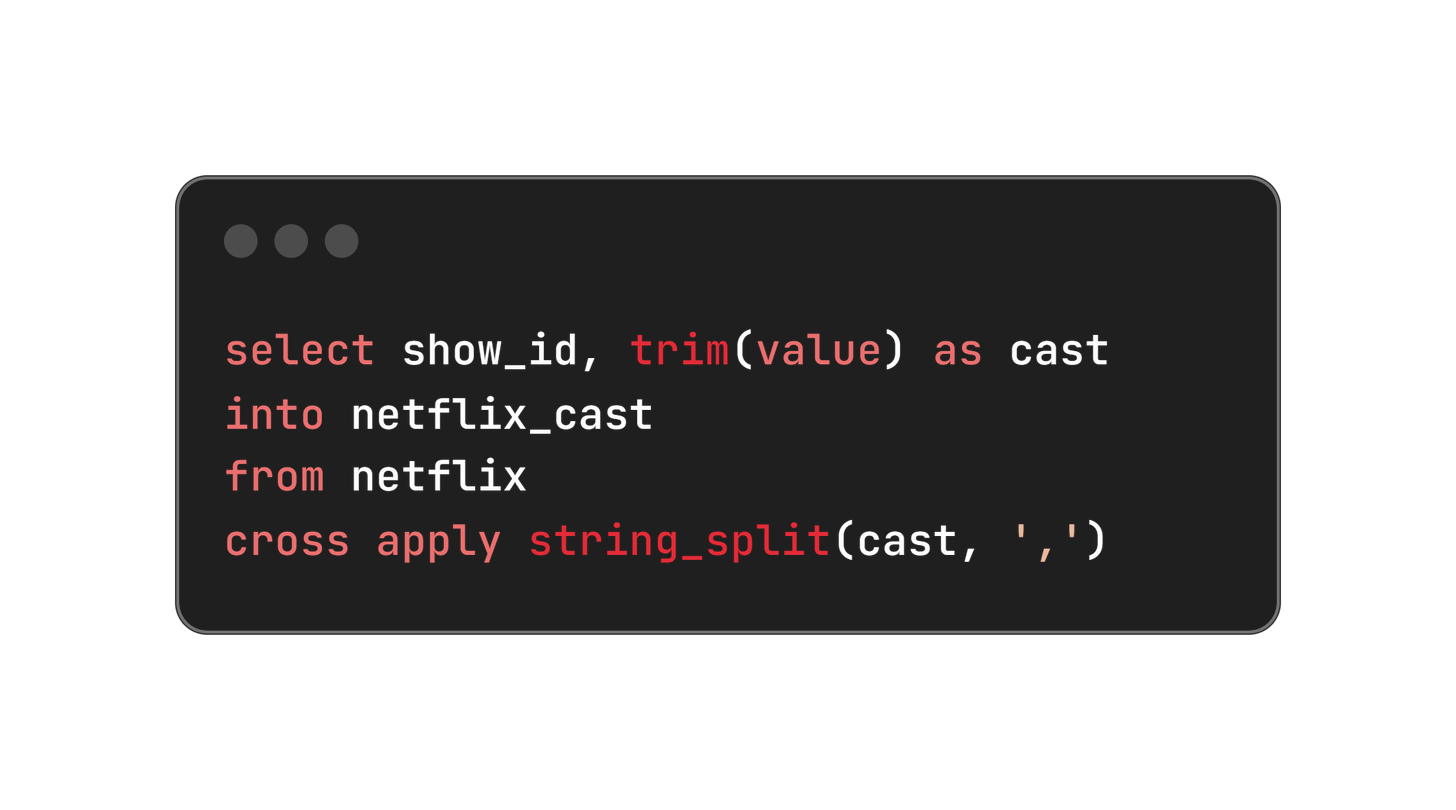 select show_id, trim(value) as cast
into netflix_cast
from netflix
cross apply string_split(cast, ',')